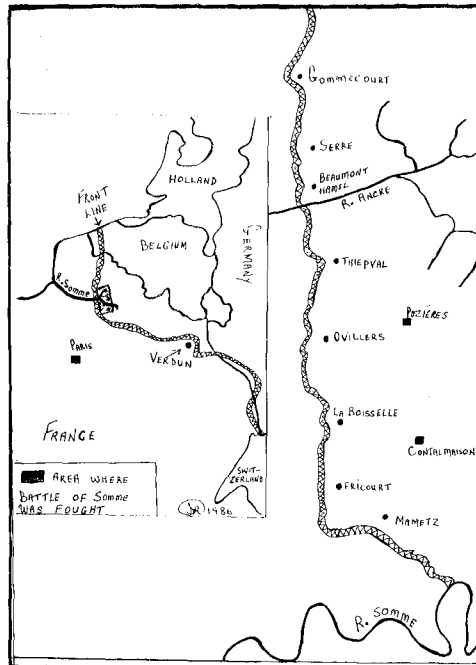 GOMMECOURT
SERRE
BEAUMONT
HAMEL
R. ANCRE
THIEPVAL
POZIÈRES
OVILLERS
LA BOISSELLE
CONTALMAISON
FRICOURT
MAMETZ
R. SOMME
HOLLAND
FRONT
LINE
BELGIUM
GERMANY
R. SOMME
PARIS
VERDUN
FRANCE
SWIT-
ZERLAND
AREA WHERE
BATTLE OF SOMME
WAS FOUGHT
1986